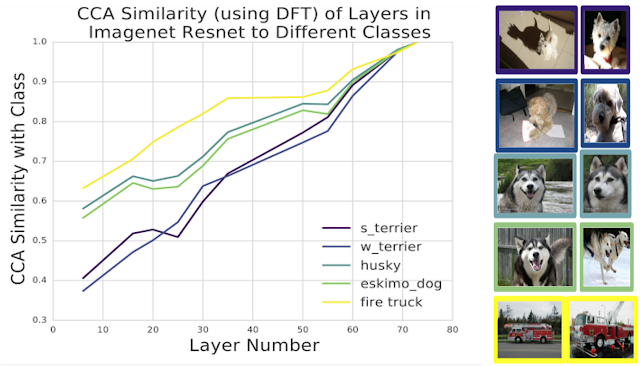 CCA Similarity (using DFT) of Layers in
Imagenet Resnet to Different Classes
CCA Similarity with Class
1.0
0.9
0.8
0.7
0.6
0.5
0.4
0.3
s_terrier
w_terrier
husky
eskimo_dog
fire truck
0 10 20 30 40 50 60 70 80
Layer Number